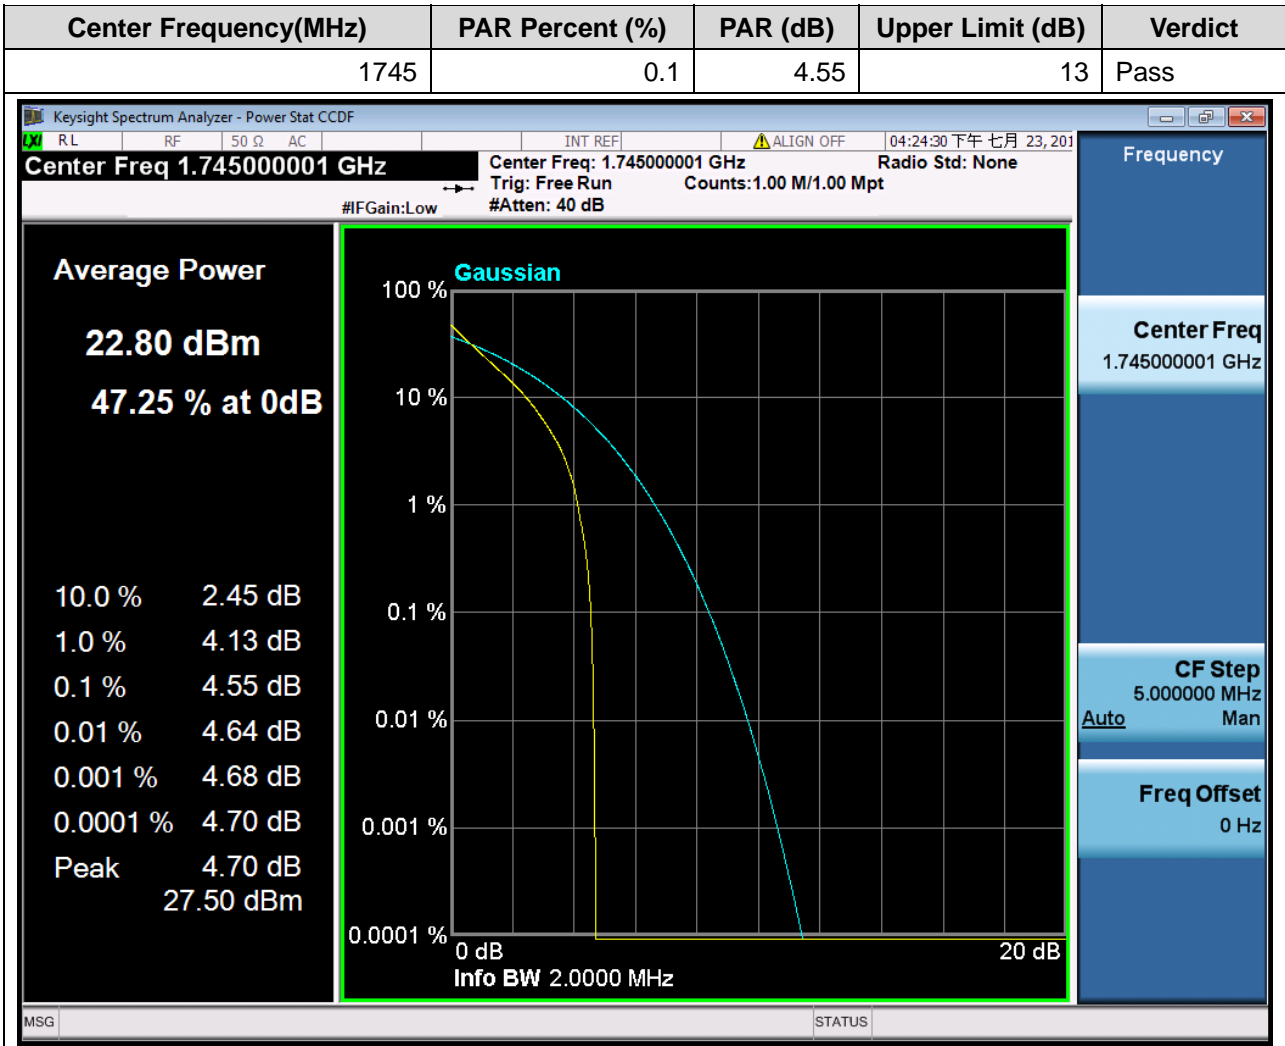 Center Frequency(MHz) PAR Percent (%) PAR (dB) Upper Limit (dB) Verdict
1745 0.1 4.55 13 Pass
Keysight Spectrum Analyzer - Power Stat CCDF
LXI RL RF 50 Ω AC INT REF ALIGN OFF 04:24:30 下午 七月 23, 201
Center Freq 1.745000001 GHz
Center Freq: 1.745000001 GHz Radio Std: None
Trig: Free Run Counts:1.00 M/1.00 Mpt
#IFGain:Low #Atten: 40 dB
Average Power
22.80 dBm
47.25 % at 0dB
10.0 % 2.45 dB
1.0 % 4.13 dB
0.1 % 4.55 dB
0.01 % 4.64 dB
0.001 % 4.68 dB
0.0001 % 4.70 dB
Peak 4.70 dB
27.50 dBm
Gaussian
100 %
10 %
1 %
0.1 %
0.01 %
0.001 %
0.0001 %
0 dB 20 dB
Info BW 2.0000 MHz
Frequency
Center Freq
1.745000001 GHz
CF Step
5.000000 MHz
Auto Man
Freq Offset
0 Hz
MSG STATUS